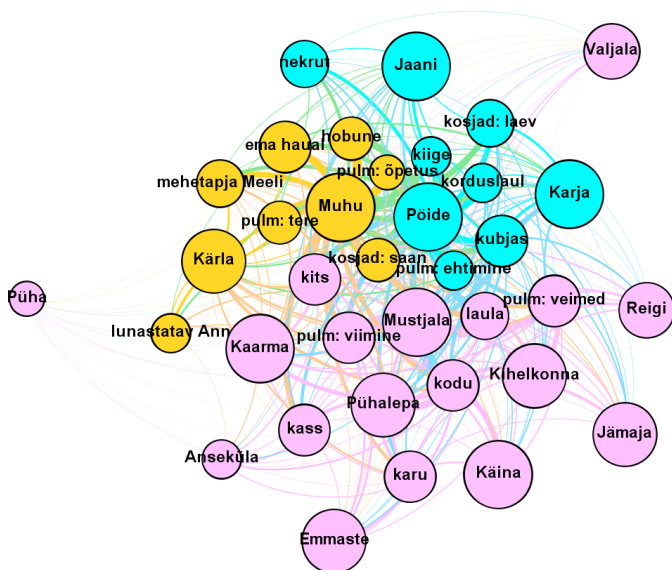 Valjala
nekrut
Jaani
kosjad: laev
hobune
ema haual
kiige
pulm: õpetus
mehetapja Meeli
korduslaul
Karja
Muhu
Pöide
pulm: tere
kubjas
kosjad: saan
Kärla
pulm: ehtimine
kits
Püha
pulm: veimed
Reigi
Mustjala
laula
lunastatav Ann
pulm: viimine
Kaarma
Kihelkonna
kodu
Pühalepa
kass
Jämaja
Anseküla
karu
Käina
Emmaste